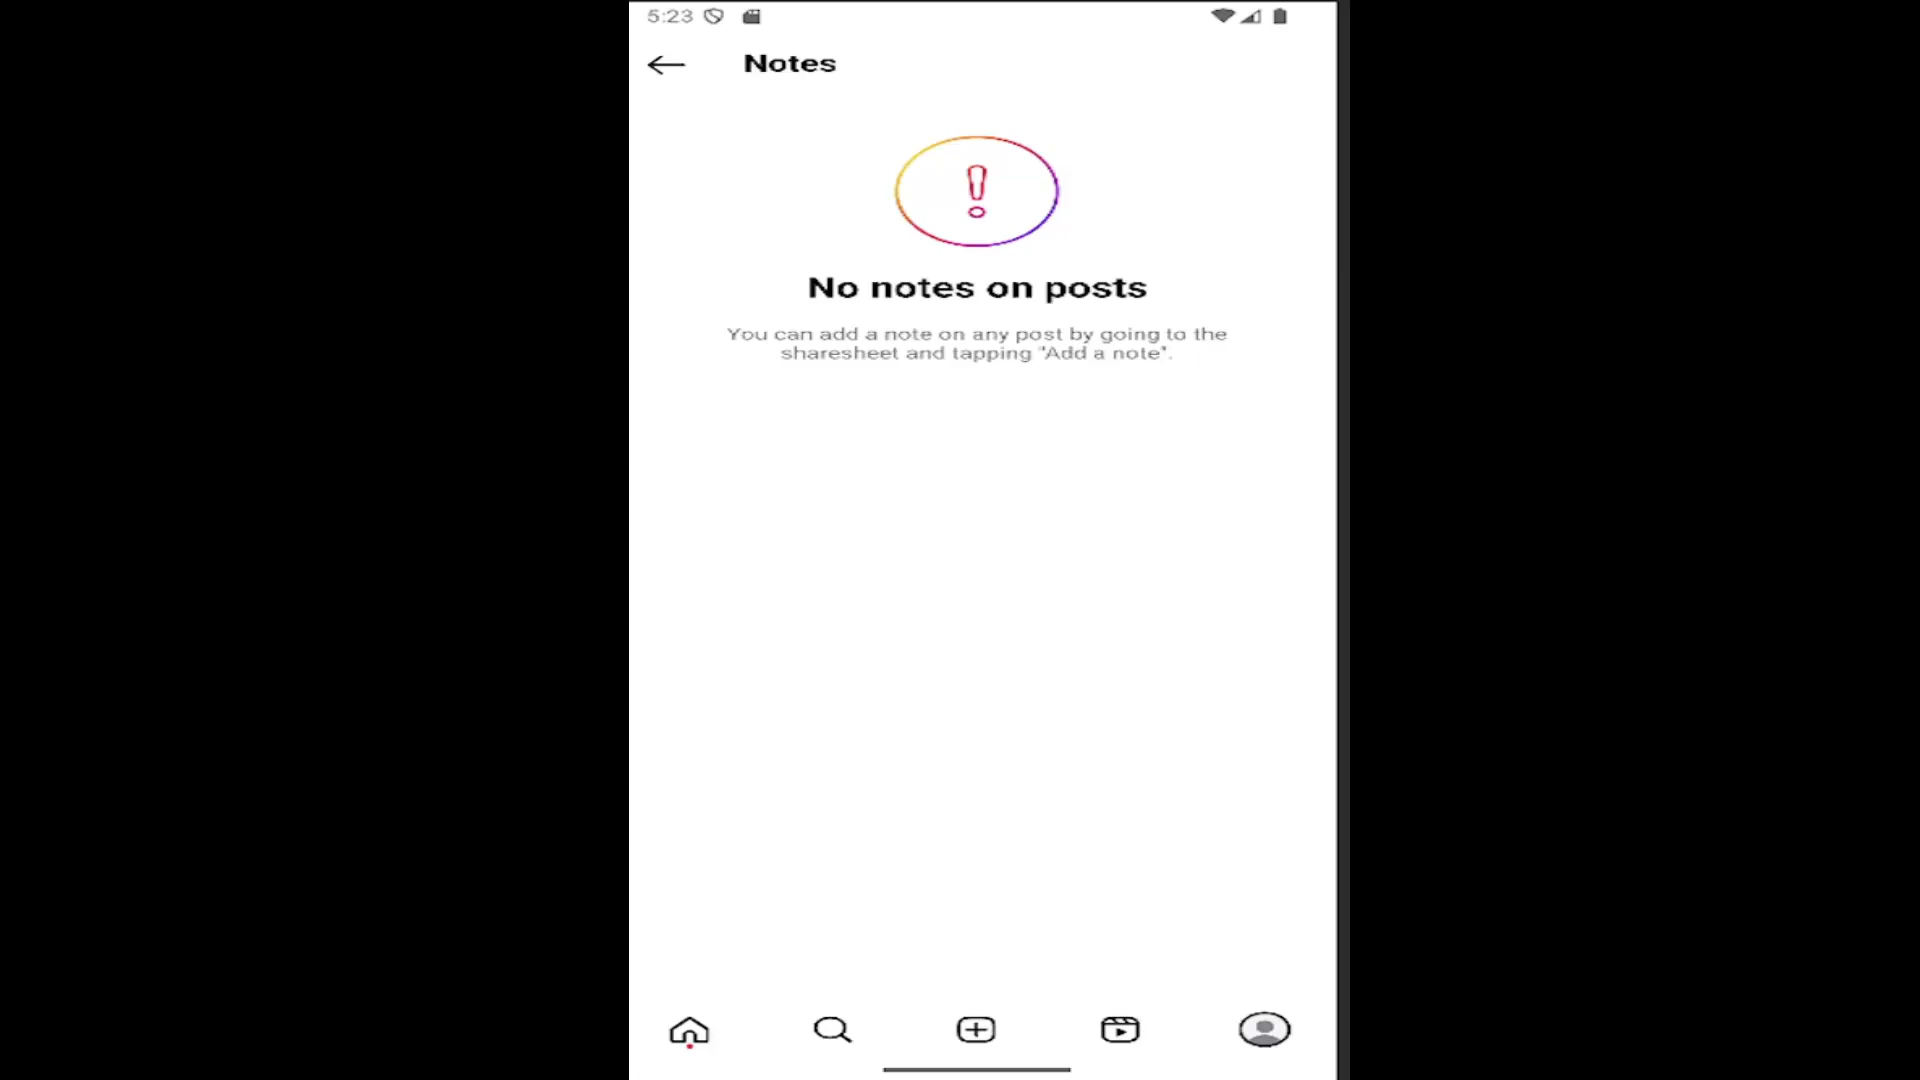 5:23
Notes
No notes on posts
You can add a note on any post by going to the
sharesheet and tapping "Add a note".